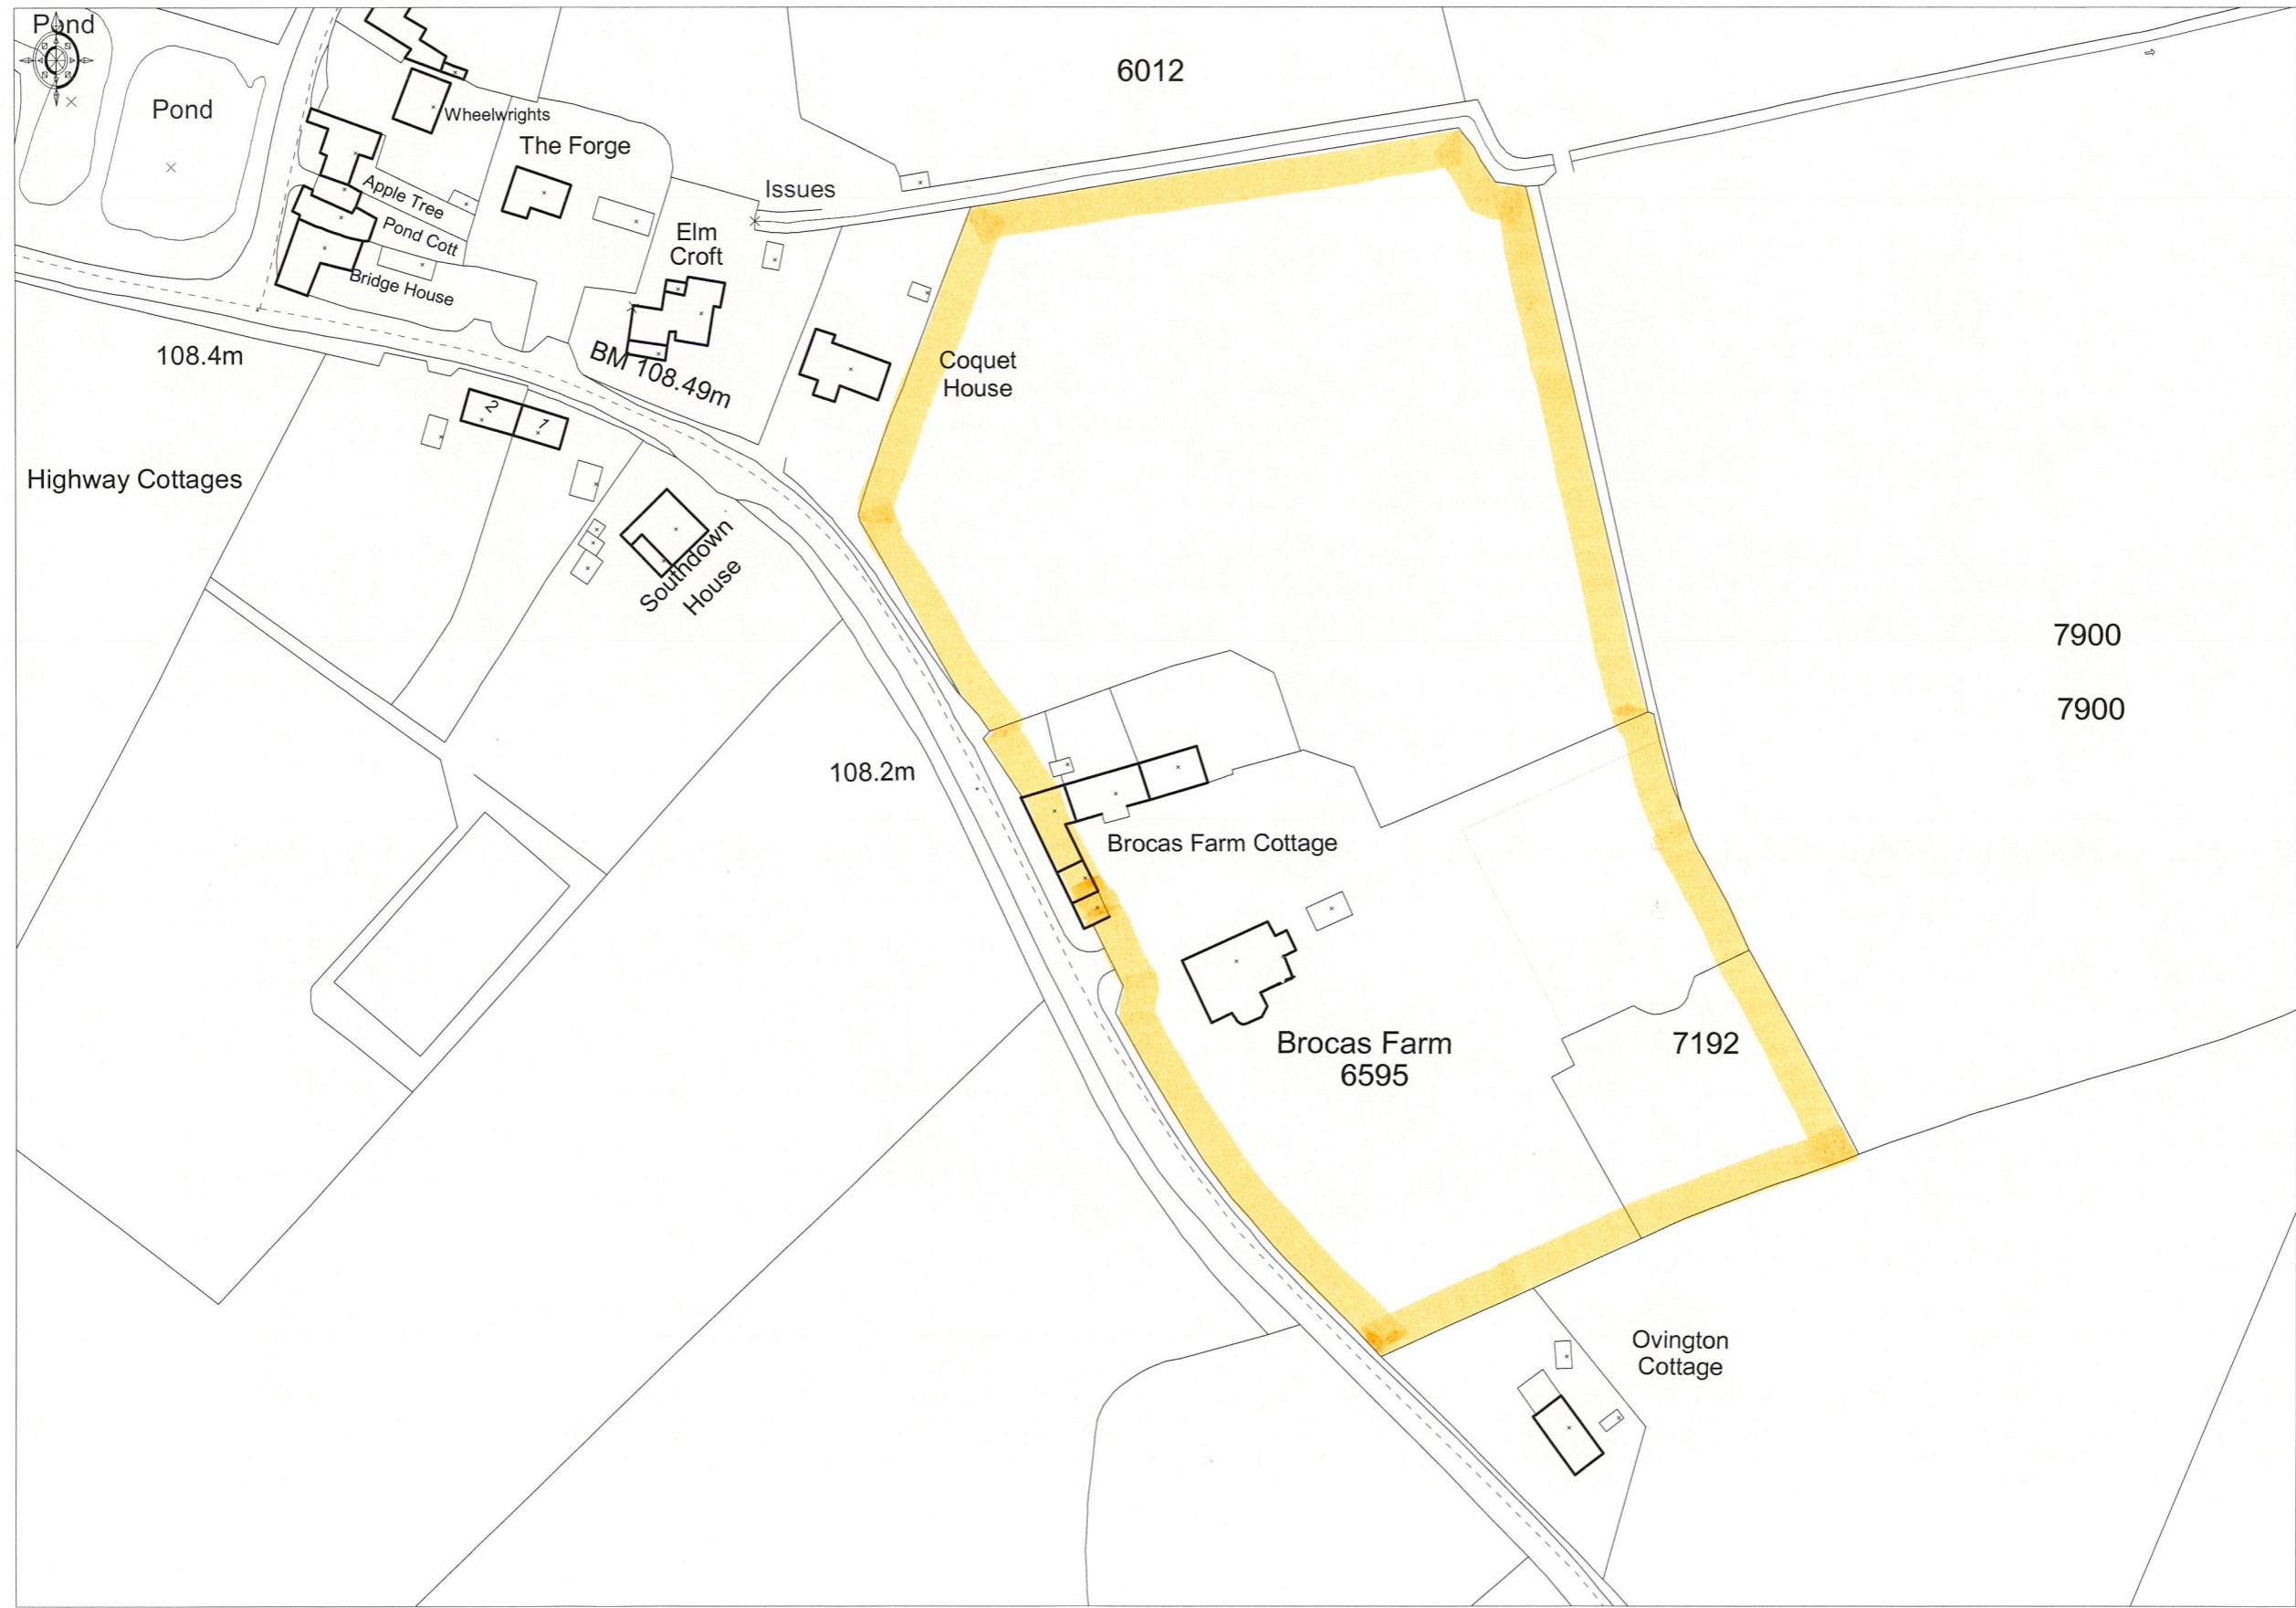 Pond
6012
Pond
Wheelwrights
The Forge
Apple Tree
Issues
Pond Cott
Elm
Croft
Bridge House
108.4m
BM 108.49m
Coquet
House
2
1
Highway Cottages
Southdown
House
7900
7900
108.2m
Brocas Farm Cottage
Brocas Farm
6595
7192
Ovington
Cottage